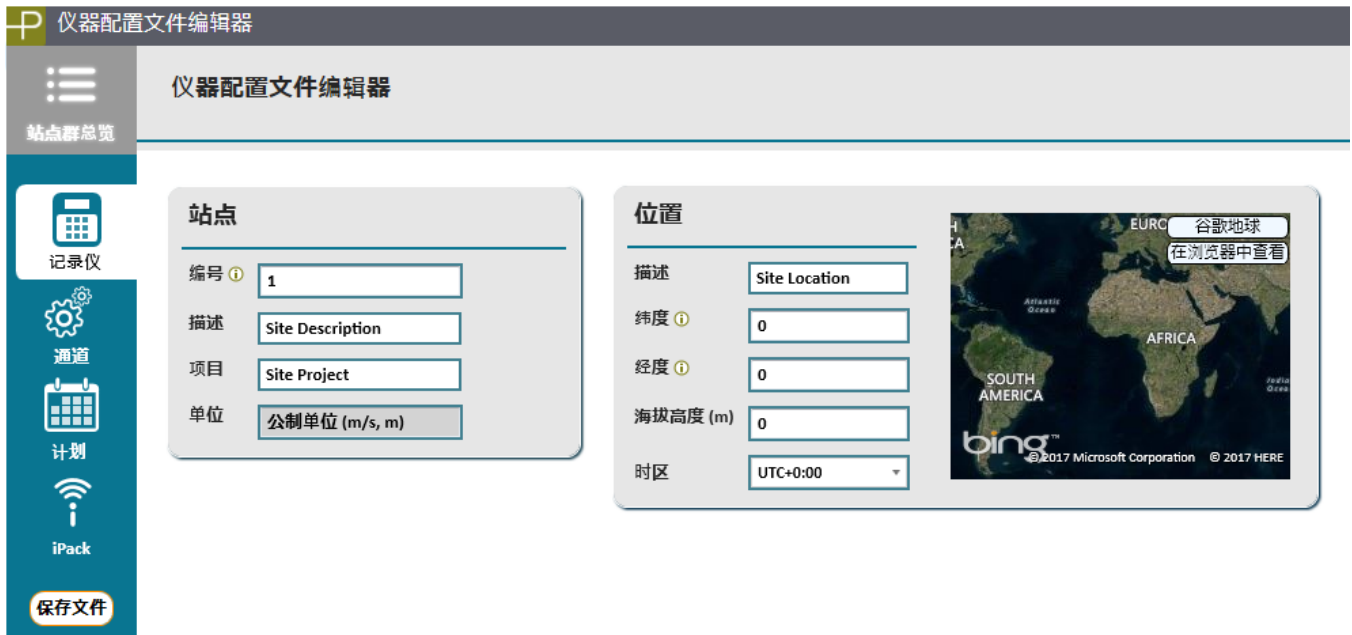 仪器配置文件编辑器
站点群总览
仪器配置文件编辑器
记录仪
通道
计划
iPack
保存文件
站点
编号
1
描述
Site Description
项目
Site Project
单位
公制单位 (m/s, m)
位置
描述
Site Location
纬度
0
经度
0
海拔高度 (m)
0
时区
UTC+0:00
谷歌地球
在浏览器中查看
EURO
Atlantic
Ocean
AFRICA
SOUTH
AMERICA
bing™
© 2017 Microsoft Corporation © 2017 HERE